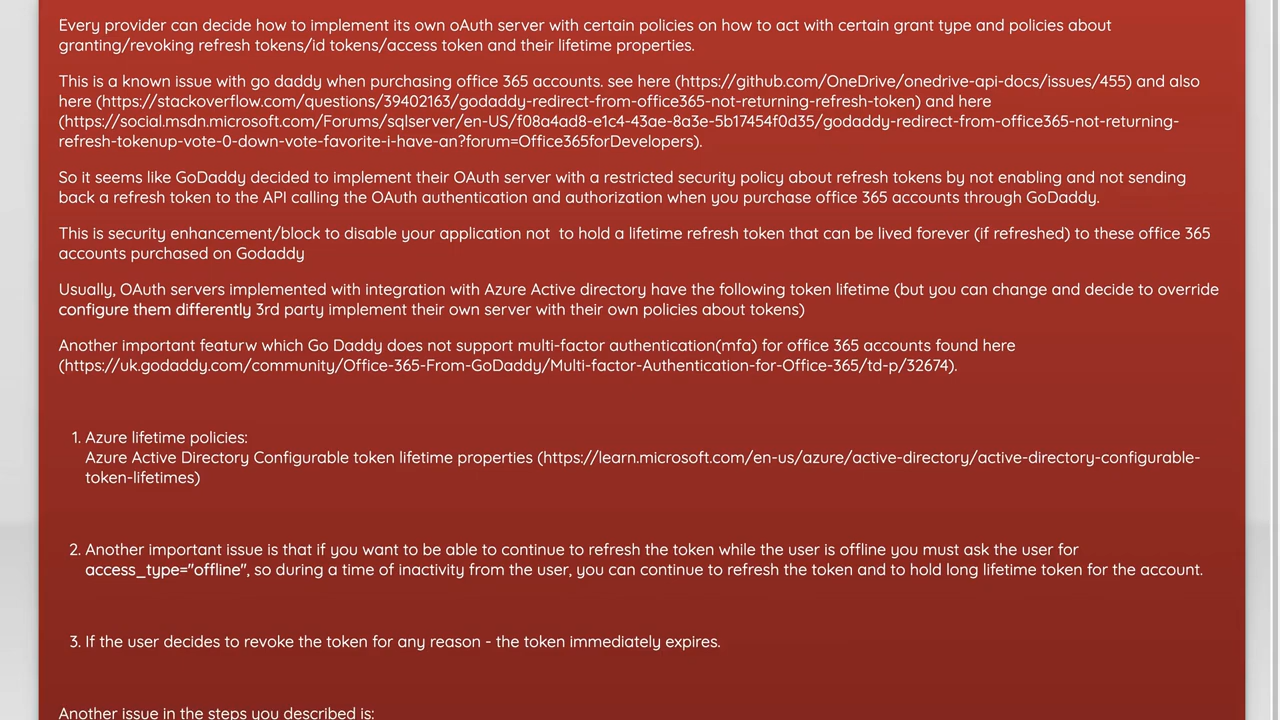 Every provider can decide how to implement its own oAuth server with certain policies on how to act with certain grant type and policies about
granting/revoking refresh tokens/id tokens/access token and their lifetime properties.
This is a known issue with go daddy when purchasing office 365 accounts. see here (https://github.com/OneDrive/onedrive-api-docs/issues/455) and also
here (https://stackoverflow.com/questions/39402163/godaddy-redirect-from-office365-not-returning-refresh-token) and here
(https://social.msdn.microsoft.com/Forums/sqlserver/en-US/f08a4ad8-e1c4-43ae-8a3e-5b17454f0d35/godaddy-redirect-from-office365-not-returning-
refresh-tokenup-vote-0-down-vote-favorite-i-have-an?forum=Office365forDevelopers).
So it seems like GoDaddy decided to implement their OAuth server with a restricted security policy about refresh tokens by not enabling and not sending
back a refresh token to the API calling the OAuth authentication and authorization when you purchase office 365 accounts through GoDaddy.
This is security enhancement/block to disable your application not  to hold a lifetime refresh token that can be lived forever (if refreshed) to these office 365
accounts purchased on Godaddy
Usually, OAuth servers implemented with integration with Azure Active directory have the following token lifetime (but you can change and decide to override
configure them differently 3rd party implement their own server with their own policies about tokens)
Another important featurw which Go Daddy does not support multi-factor authentication(mfa) for office 365 accounts found here
(https://uk.godaddy.com/community/Office-365-From-GoDaddy/Multi-factor-Authentication-for-Office-365/td-p/32674).
1. Azure lifetime policies:
Azure Active Directory Configurable token lifetime properties (https://learn.microsoft.com/en-us/azure/active-directory/active-directory-configurable-
token-lifetimes)
2. Another important issue is that if you want to be able to continue to refresh the token while the user is offline you must ask the user for
access_type="offline", so during a time of inactivity from the user, you can continue to refresh the token and to hold long lifetime token for the account.
3. If the user decides to revoke the token for any reason - the token immediately expires.
Another issue in the steps you described is: